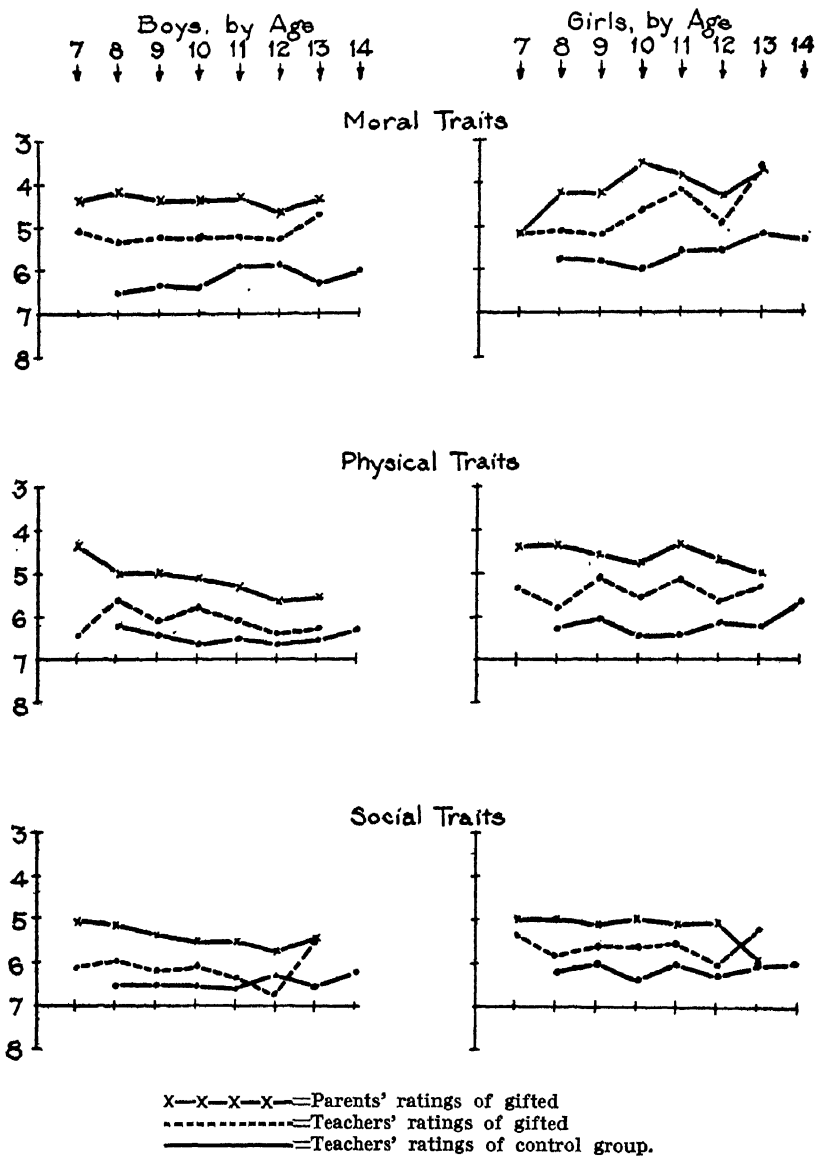 Boys, by Age
7 8 9 10 11 12 13 14
Girls, by Age
7 8 9 10 11 12 13 14
Moral Traits
3
4
5
6
7
8
Physical Traits
3
4
5
6
7
8
Social Traits
3
4
5
6
7
8
x—x—x—x—=Parents' ratings of gifted
----------=Teachers' ratings of gifted
—————=Teachers' ratings of control group.